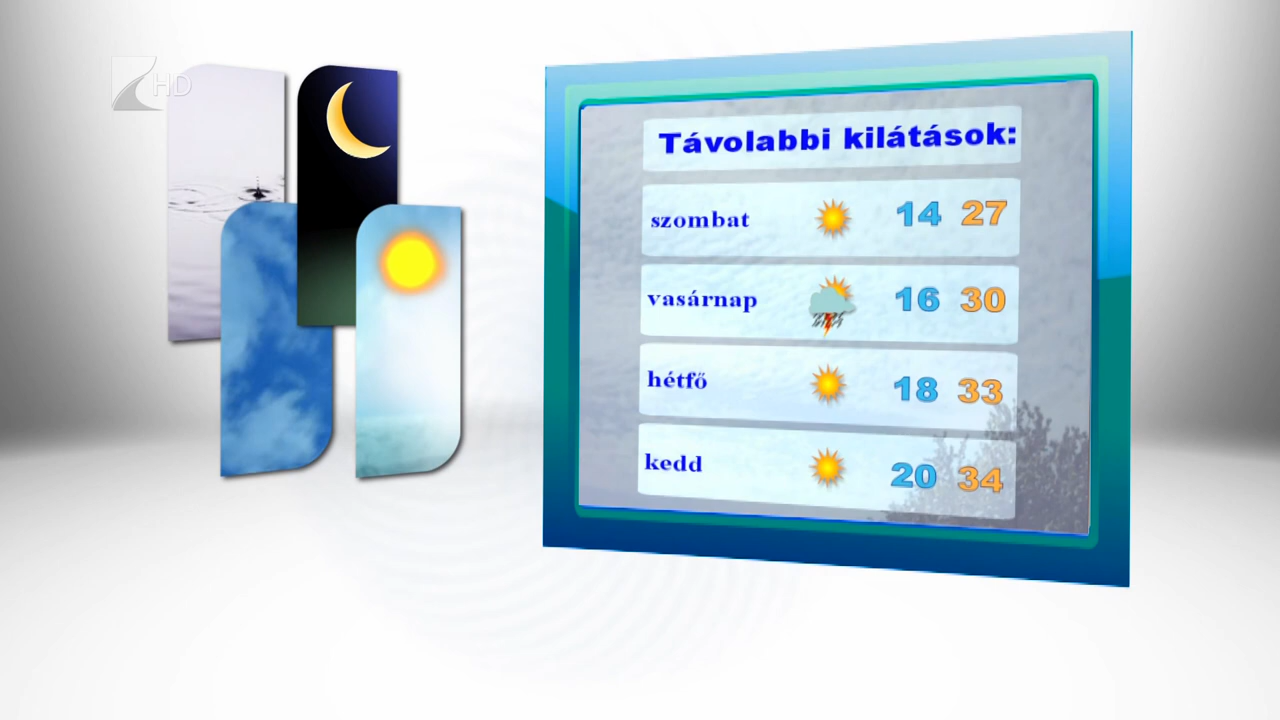 HD
Távolabbi kilátások:
szombat 14 27
vasárnap 16 30
hétfő 18 33
kedd 20 34